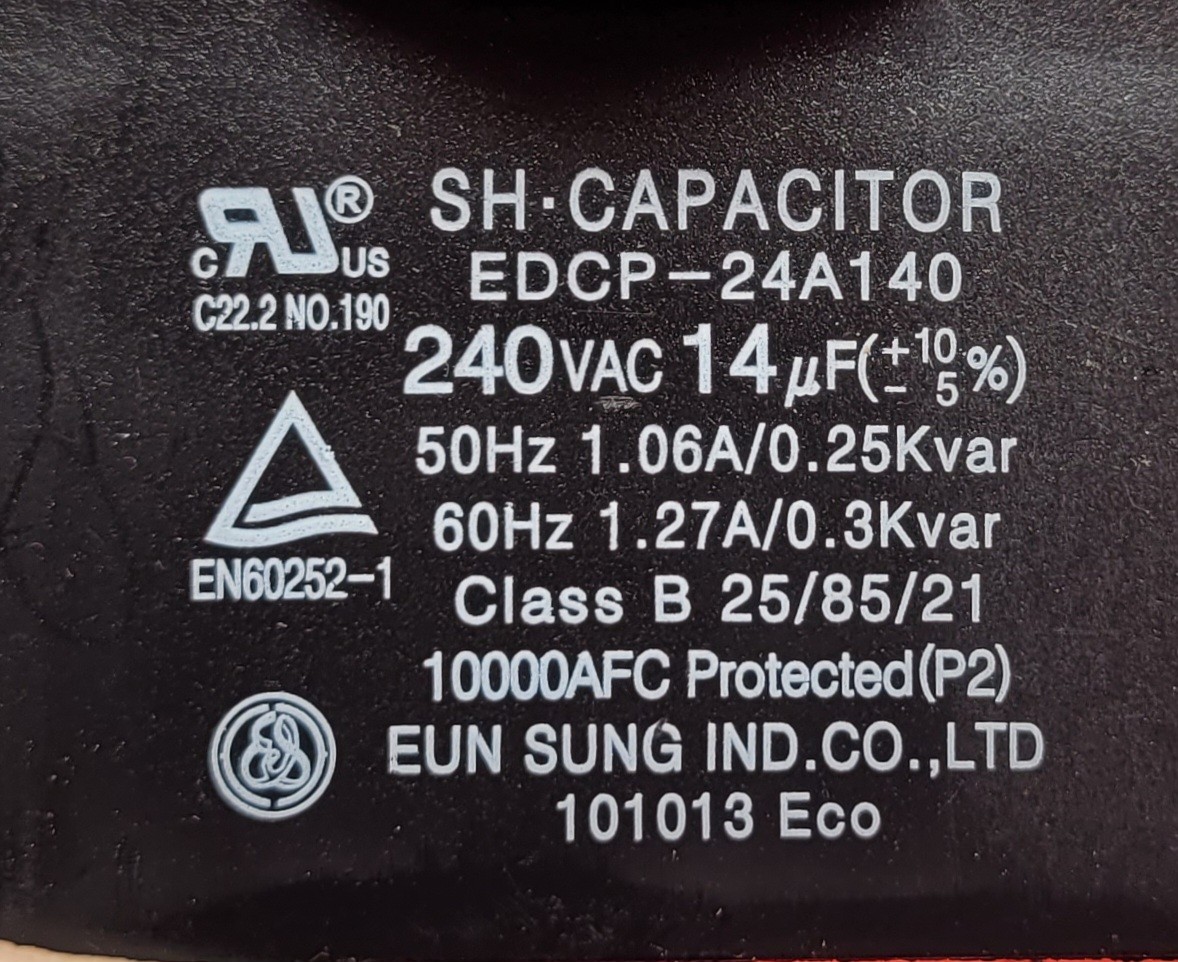 SH·CAPACITOR
EDCP-24A140
240VAC 14µF(±10/5%)
50Hz 1.06A/0.25Kvar
60Hz 1.27A/0.3Kvar
Class B 25/85/21
10000AFC Protected(P2)
EUN SUNG IND.CO.,LTD
101013 Eco
c RU® US
C22.2 NO.190
EN60252-1